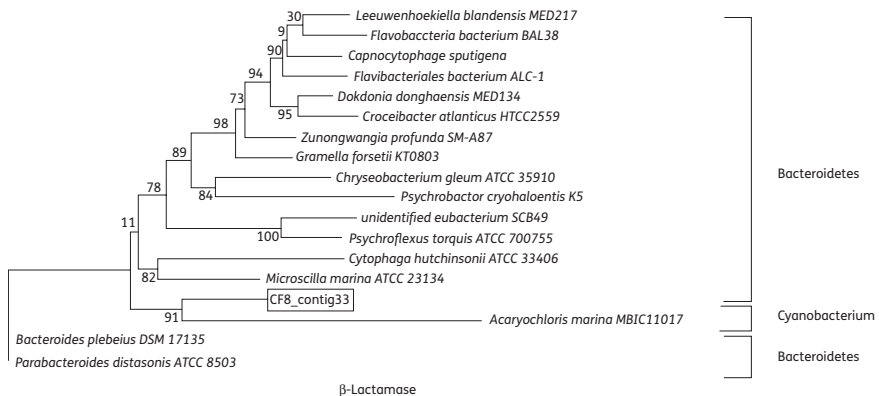 30
Leeuwenhoekiella blandensis MED217
9
Flavobaccteria bacterium BAL38
90
Capnocytophage sputigena
94
Flavibacteriales bacterium ALC-1
73
Dokdonia donghaensis MED134
95
Croceibacter atlanticus HTCC2559
98
Zunongwangia profunda SM-A87
89
Gramella forsetii KT0803
Chryseobacterium gleum ATCC 35910
84
Psychrobactor cryohaloentis K5
78
unidentified eubacterium SCB49
100
Psychroflexus torquis ATCC 700755
11
Cytophaga hutchinsonii ATCC 33406
82
Microscilla marina ATCC 23134
CF8_contig33
91
Acaryochloris marina MBIC11017
Bacteroides plebeius DSM 17135
Parabacteroides distasonis ATCC 8503
Bacteroidetes
Cyanobacterium
Bacteroidetes
β-Lactamase